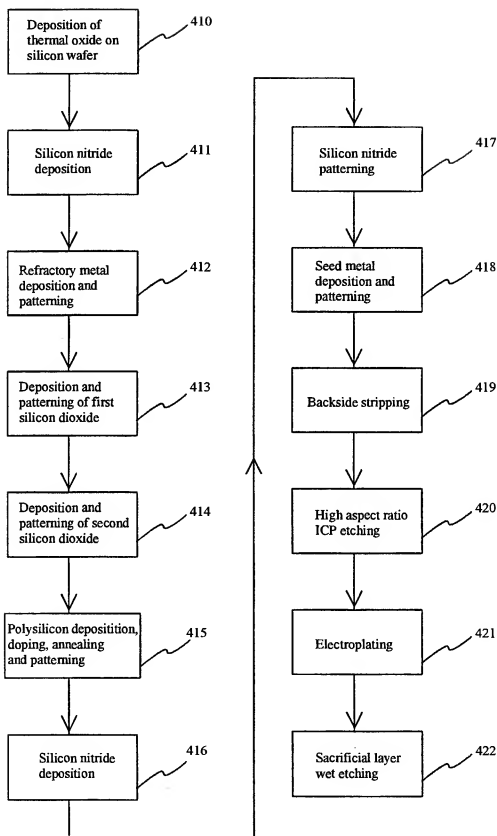 Deposition of
thermal oxide on
silicon wafer
410
Silicon nitride
deposition
411
Refractory metal
deposition and
patterning
412
Deposition and
patterning of first
silicon dioxide
413
Deposition and
patterning of second
silicon dioxide
414
Polysilicon depositition,
doping, annealing
and patterning
415
Silicon nitride
deposition
416
Silicon nitride
patterning
417
Seed metal
deposition and
patterning
418
Backside stripping
419
High aspect ratio
ICP etching
420
Electroplating
421
Sacrificial layer
wet etching
422